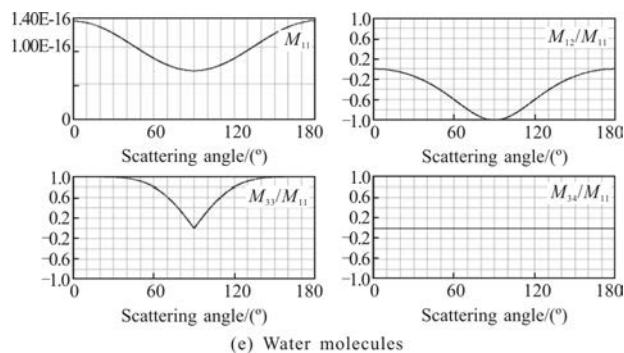 1.40E-16
1.00E-16
0
M₁₁
0 60 120 180
Scattering angle/(º)
1.0
0.6
0.2
−0.2
−0.6
−1.0
M₁₂/M₁₁
0 60 120 180
Scattering angle/(º)
1.0
0.6
0.2
−0.2
−0.6
−1.0
M₃₃/M₁₁
0 60 120 180
Scattering angle/(º)
1.0
0.6
0.2
−0.2
−0.6
−1.0
M₃₄/M₁₁
0 60 120 180
Scattering angle/(º)
(e) Water molecules